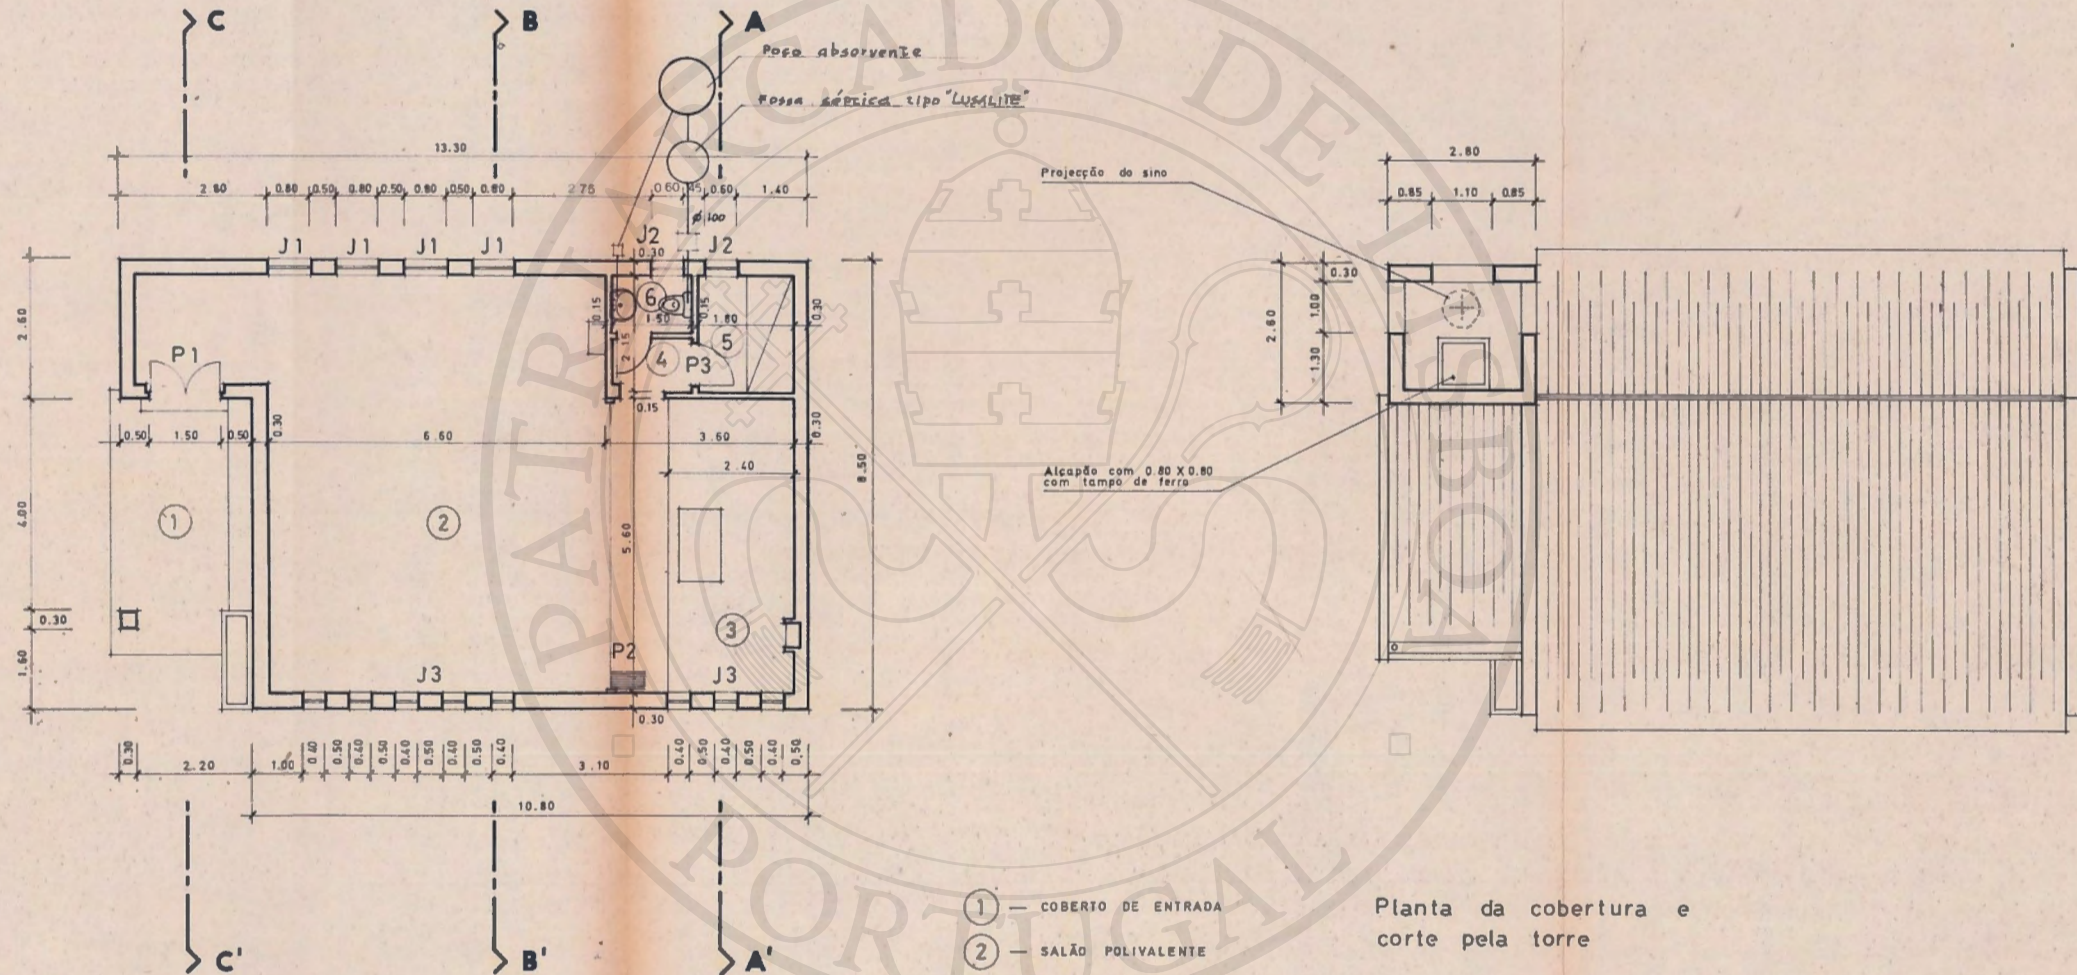 C
B
A
Poço absorvente
Fossa séptica tipo "LUSALITE"
13.30
2.80 0.80 0.50 0.80 0.50 0.80 0.50 0.80 2.75 0.60 .45 0.60 1.40
Ø 100
J1 J1 J1 J1 J2 J2
0.30
2.60
4.00
0.30
1.60
P1
0.15
6
1.50
0.15
1.80
0.30
5
2.15
4
P3
0.15
0.50 1.50 0.50
0.30
6.60
3.60
0.30
2.40
8.50
1
2
5.60
3
P2
J3
J3
0.30
0.30
2.20
1.00 0.40 0.50 0.40 0.50 0.40 0.50 0.40 0.50 0.40 3.10 0.40 0.50 0.40 0.50 0.40 0.50
10.80
C'
B'
A'
Projecção do sino
2.80
0.85 1.10 0.85
0.30
1.00
2.60
1.30
Alçapão com 0.80 X 0.80
com tampo de ferro
1 — COBERTO DE ENTRADA
2 — SALÃO POLIVALENTE
Planta da cobertura e
corte pela torre
PATRIARCADO DE LISBOA
PORTUGAL